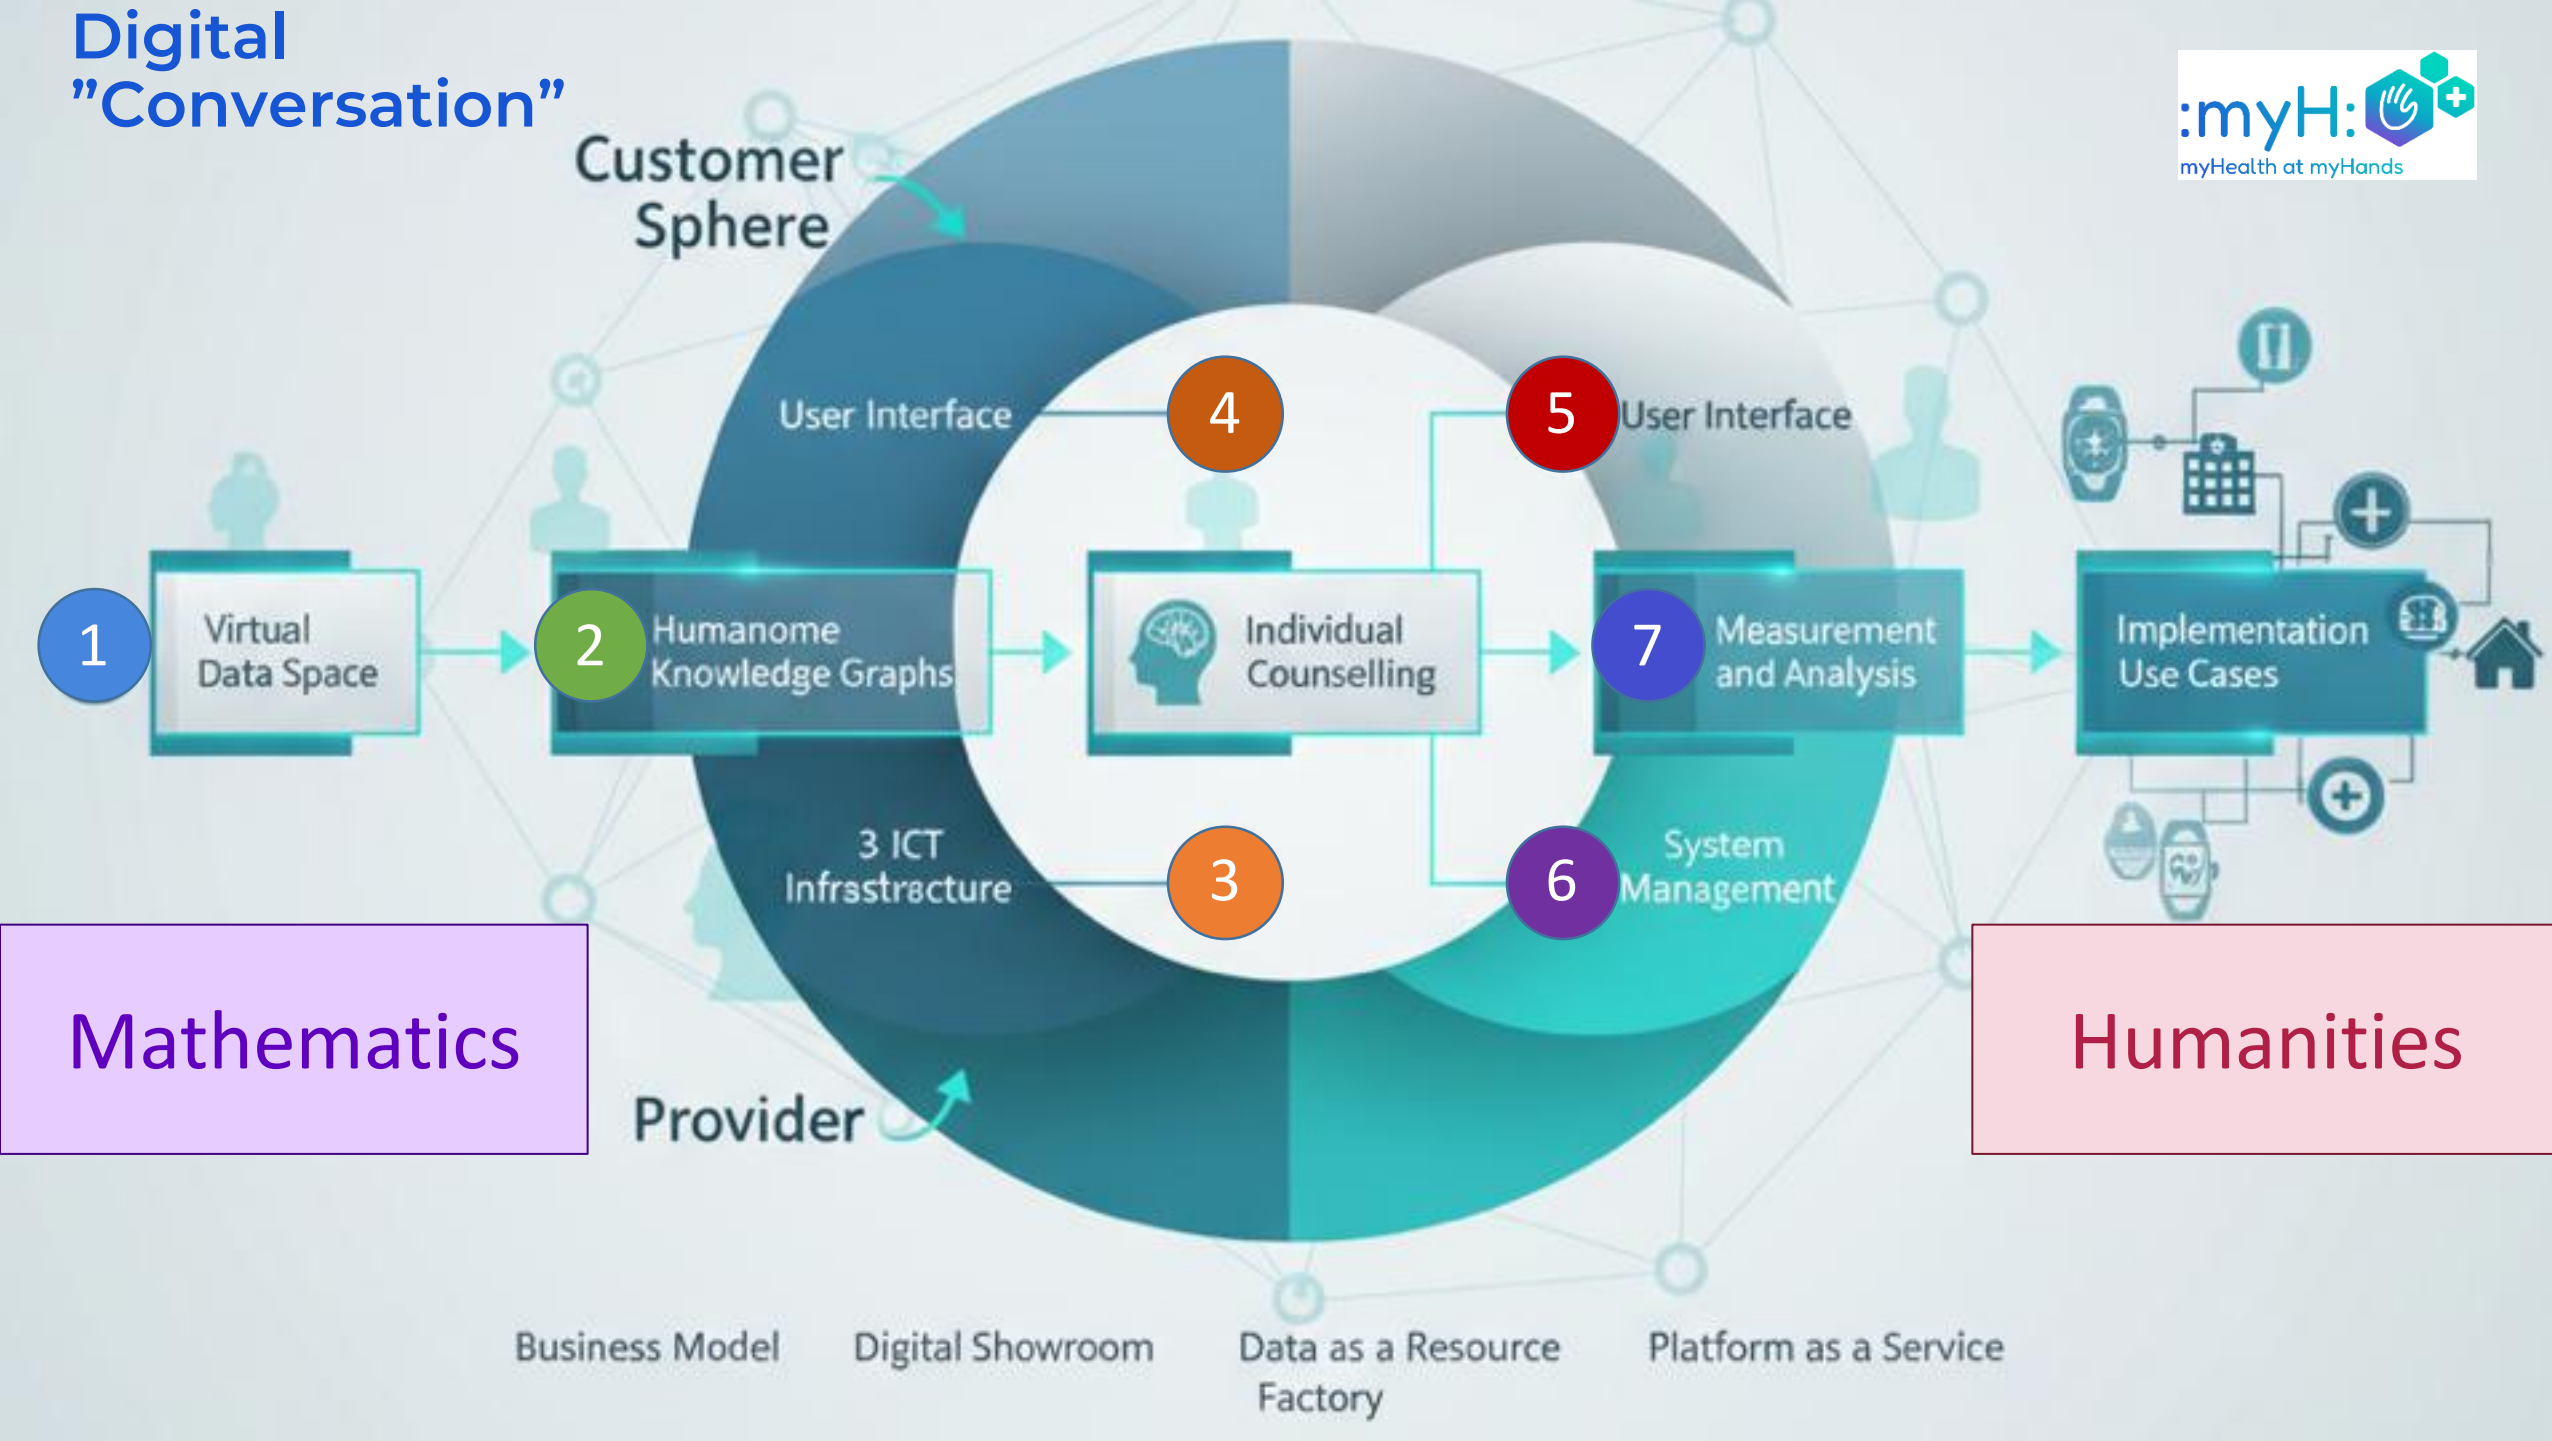 Digital
”Conversation”
:myH:
myHealth at myHands
Customer
Sphere
User Interface
4
5
User Interface
1
Virtual
Data Space
2
Humanome
Knowledge Graphs
Individual
Counselling
7
Measurement
and Analysis
Implementation
Use Cases
3 ICT
Infrastracture
3
6
System
Management
Mathematics
Humanities
Provider
Business Model
Digital Showroom
Data as a Resource
Factory
Platform as a Service